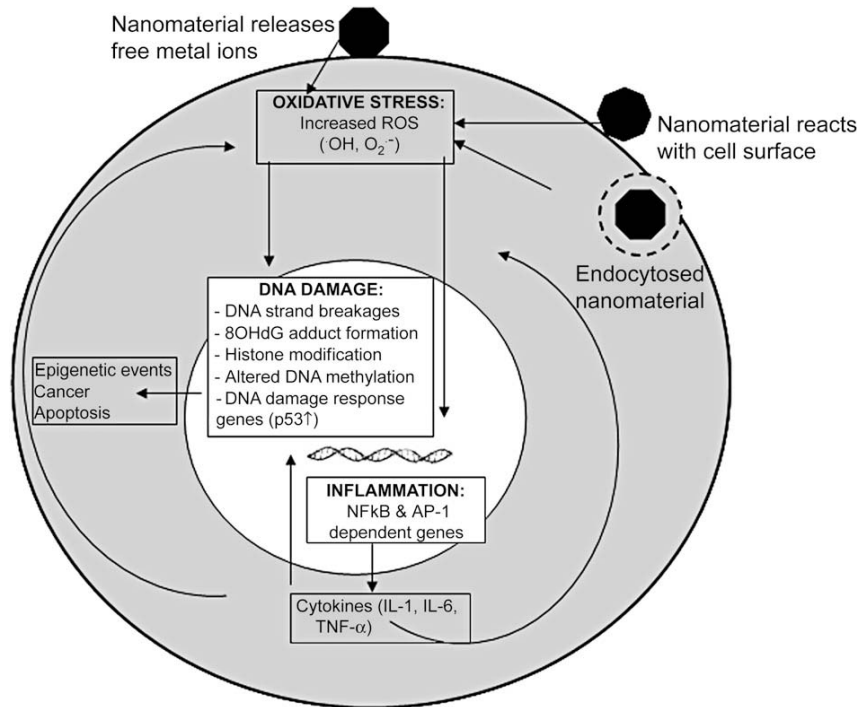 Nanomaterial releases
free metal ions
OXIDATIVE STRESS:
Increased ROS
(·OH, O₂·⁻)
Nanomaterial reacts
with cell surface
Endocytosed
nanomaterial
DNA DAMAGE:
- DNA strand breakages
- 8OHdG adduct formation
- Histone modification
- Altered DNA methylation
-DNA damage response
genes (p53↑)
Epigenetic events
Cancer
Apoptosis
INFLAMMATION:
NFkB & AP-1
dependent genes
Cytokines (IL-1, IL-6,
TNF-α)